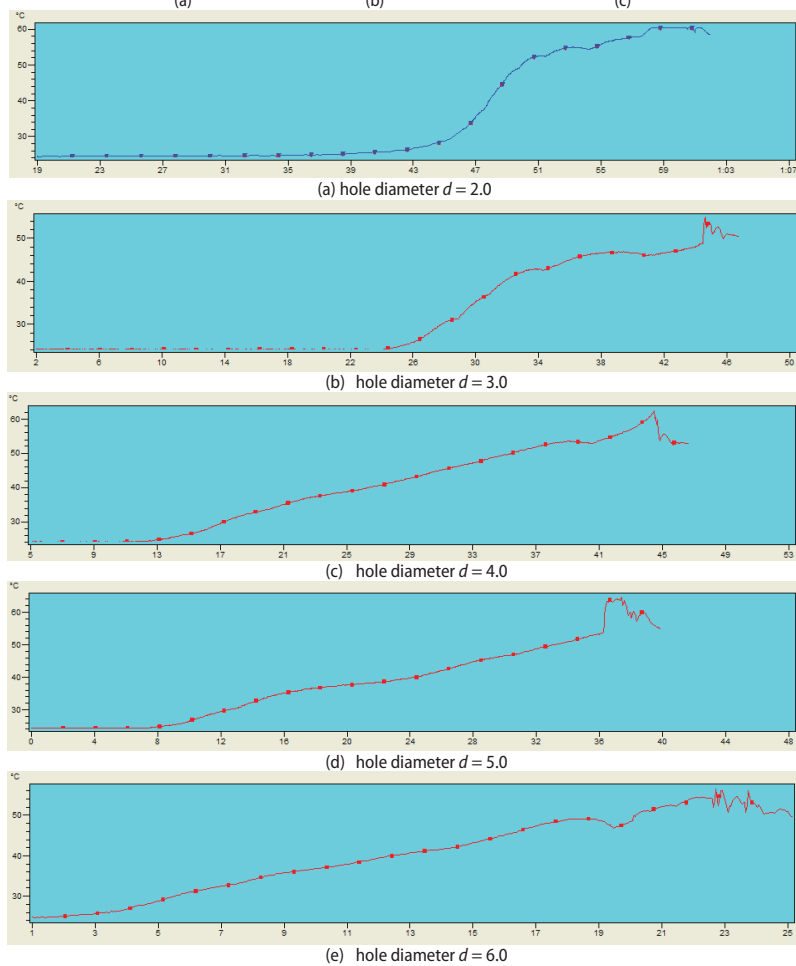 (a) (b) (c)
°C
60
50
40
30
19 23 27 31 35 39 43 47 51 55 59 1:03 1:07
(a) hole diameter d = 2.0
°C
50
40
30
2 6 10 14 18 22 26 30 34 38 42 46 50
(b) hole diameter d = 3.0
°C
60
50
40
30
5 9 13 17 21 25 29 33 37 41 45 49 53
(c) hole diameter d = 4.0
°C
60
50
40
30
0 4 8 12 16 20 24 28 32 36 40 44 48
(d) hole diameter d = 5.0
°C
50
40
30
1 3 5 7 9 11 13 15 17 19 21 23 25
(e) hole diameter d = 6.0